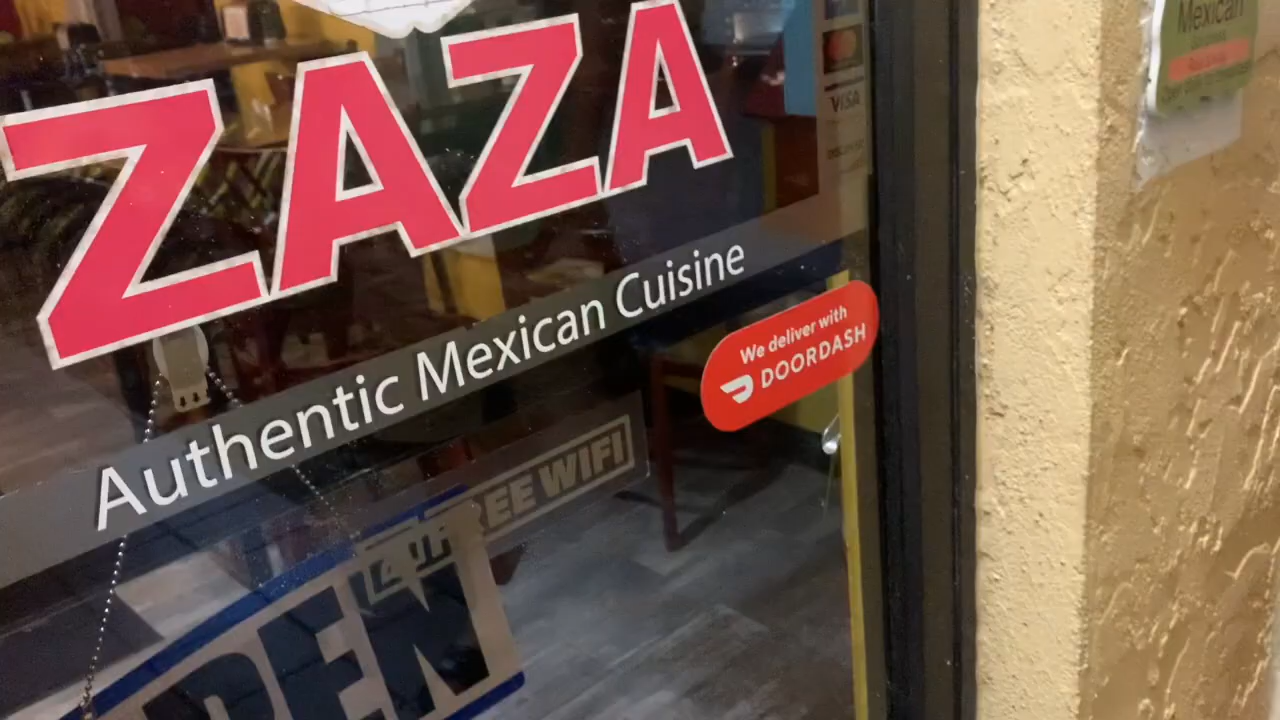 ZAZA
Authentic Mexican Cuisine
We deliver with
DOORDASH
VISA
FREE WIFI
OPEN
Mexican